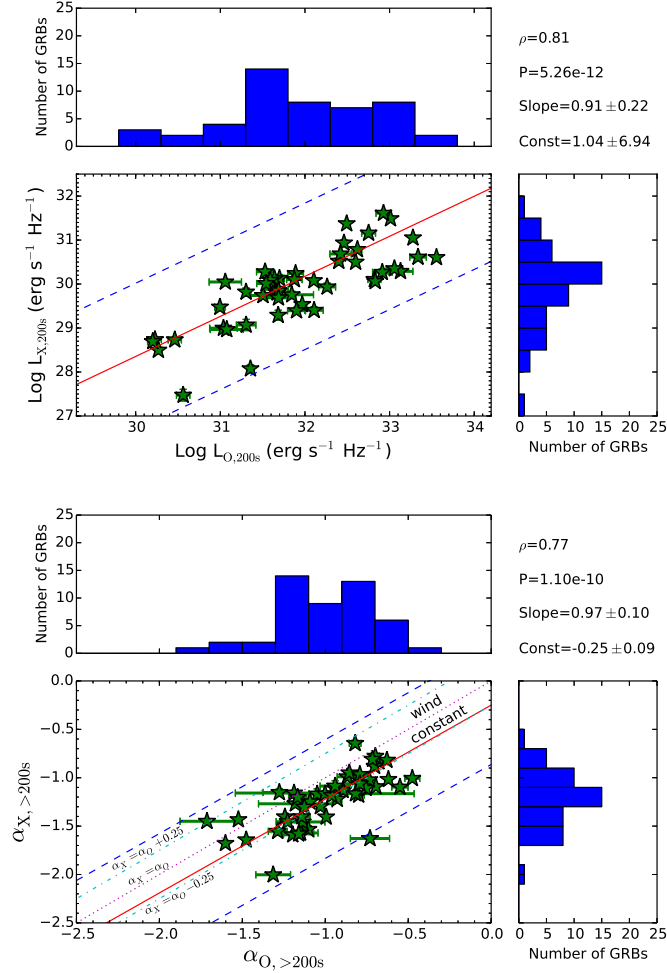 25
20
15
10
5
0
Number of GRBs
ρ=0.81
P=5.26e-12
Slope=0.91±0.22
Const=1.04±6.94
32
31
30
29
28
27
Log L_X,200s (erg s⁻¹ Hz⁻¹)
30 31 32 33 34
Log L_O,200s (erg s⁻¹ Hz⁻¹)
0 5 10 15 20 25
Number of GRBs
25
20
15
10
5
0
Number of GRBs
ρ=0.77
P=1.10e-10
Slope=0.97±0.10
Const=-0.25±0.09
0.0
−0.5
−1.0
−1.5
−2.0
−2.5
α_X,>200s
wind
constant
α_X=α_O+0.25
α_X=α_O
α_X=α_O−0.25
−2.5 −2.0 −1.5 −1.0 −0.5 0.0
α_O,>200s
0 5 10 15 20 25
Number of GRBs